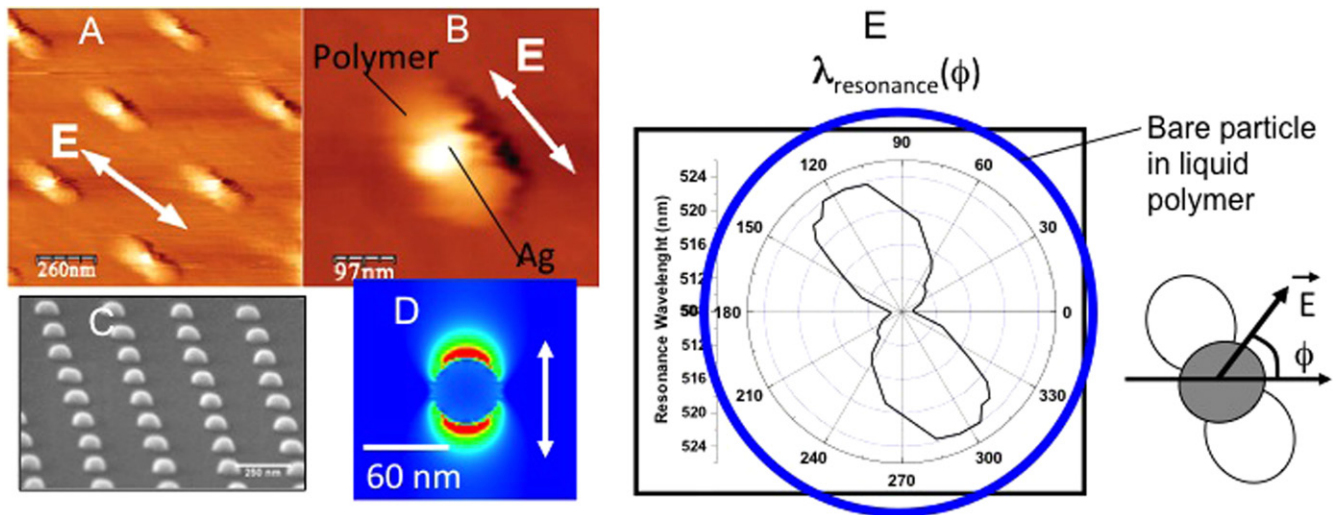 A
E
260nm
B
Polymer
E
Ag
97nm
C
250 nm
D
60 nm
E
λresonance(ϕ)
Bare particle
in liquid
polymer
Resonance Wavelenght (nm)
524
520
516
512
50
512
516
520
524
90
60
30
0
330
300
270
240
210
180
150
120
E
ϕ